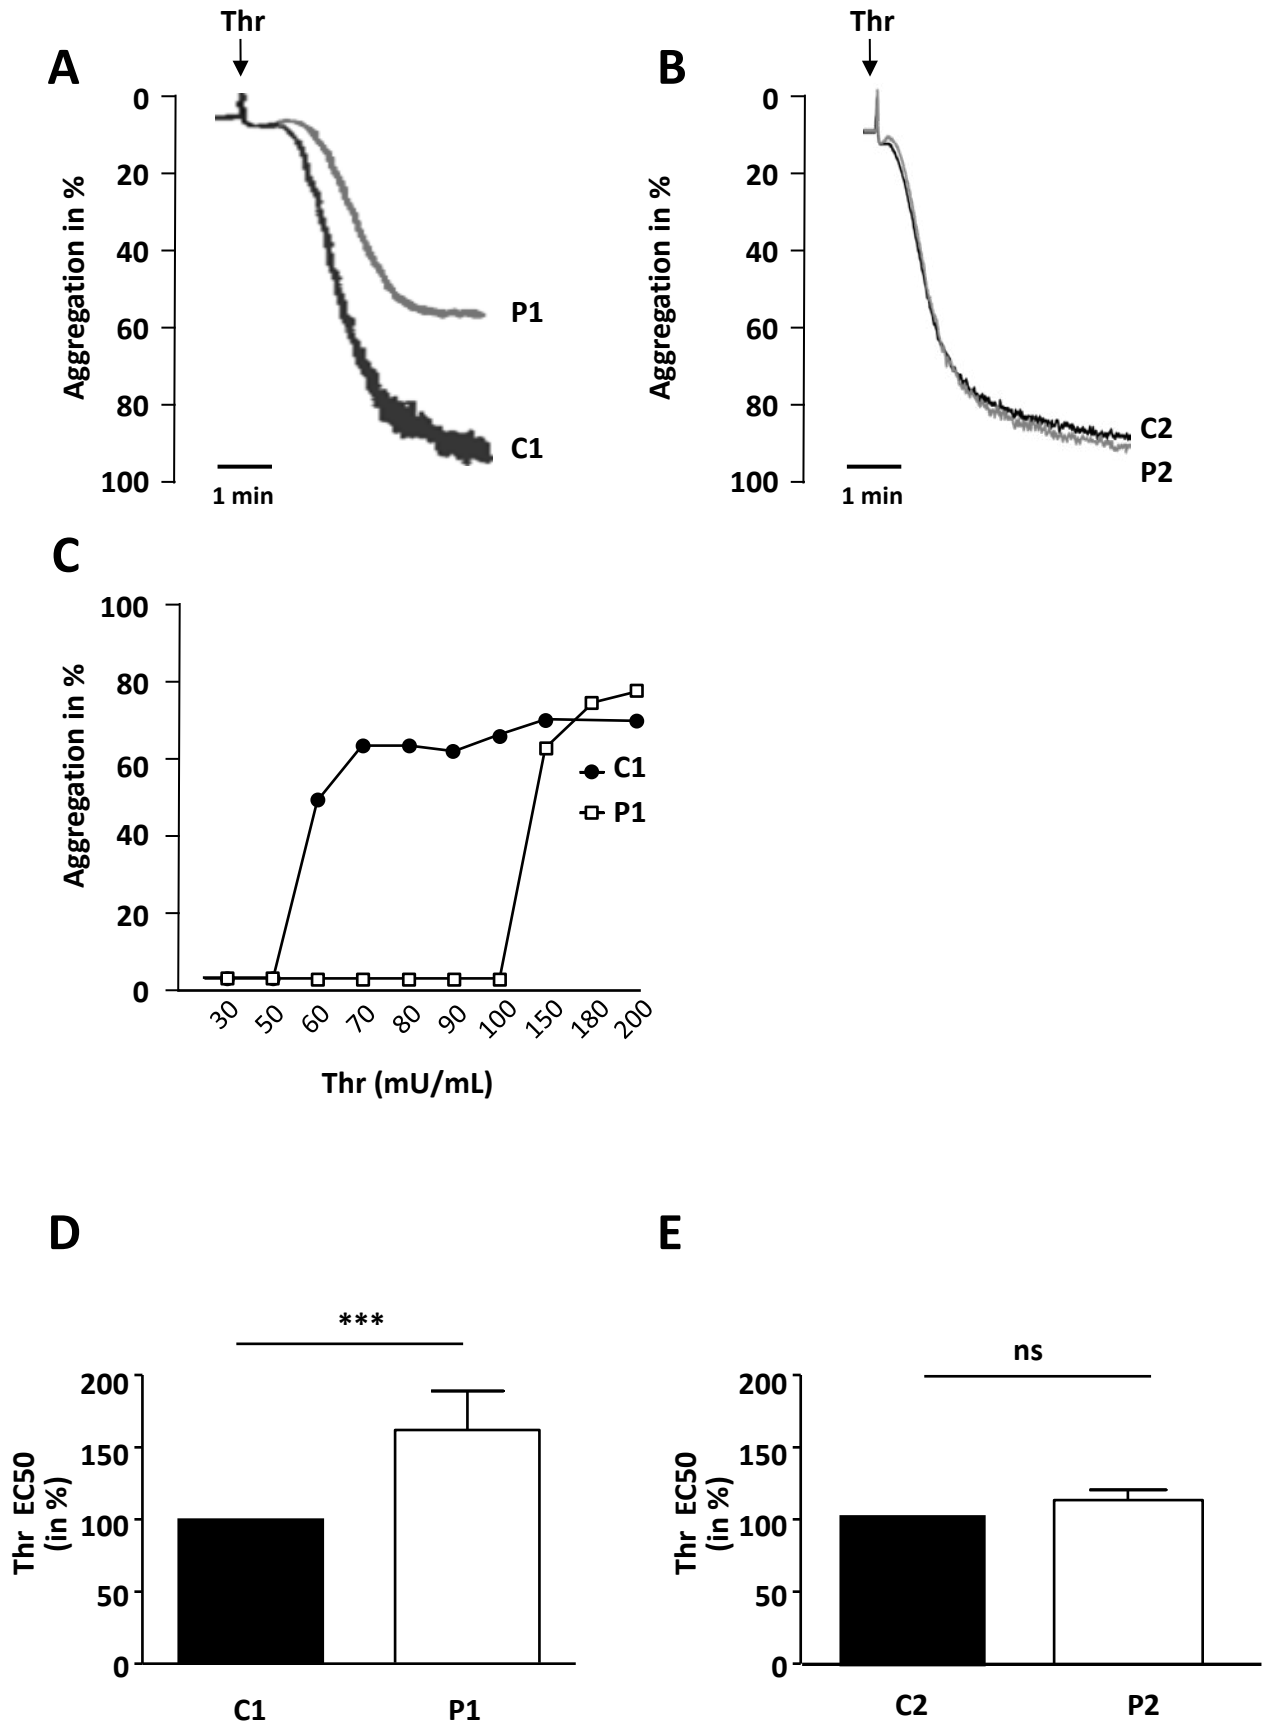 Thr
Thr
A
B
0
20
40
60
80
100
Aggregation in %
P1
C1
1 min
0
20
40
60
80
100
Aggregation in %
C2
P2
1 min
C
100
80
60
40
20
0
Aggregation in %
C1
P1
30 50 60 70 80 90 100 150 180 200
Thr (mU/mL)
D
E
***
200
150
100
50
0
Thr EC50
(in %)
C1 P1
ns
200
150
100
50
0
Thr EC50
(in %)
C2 P2